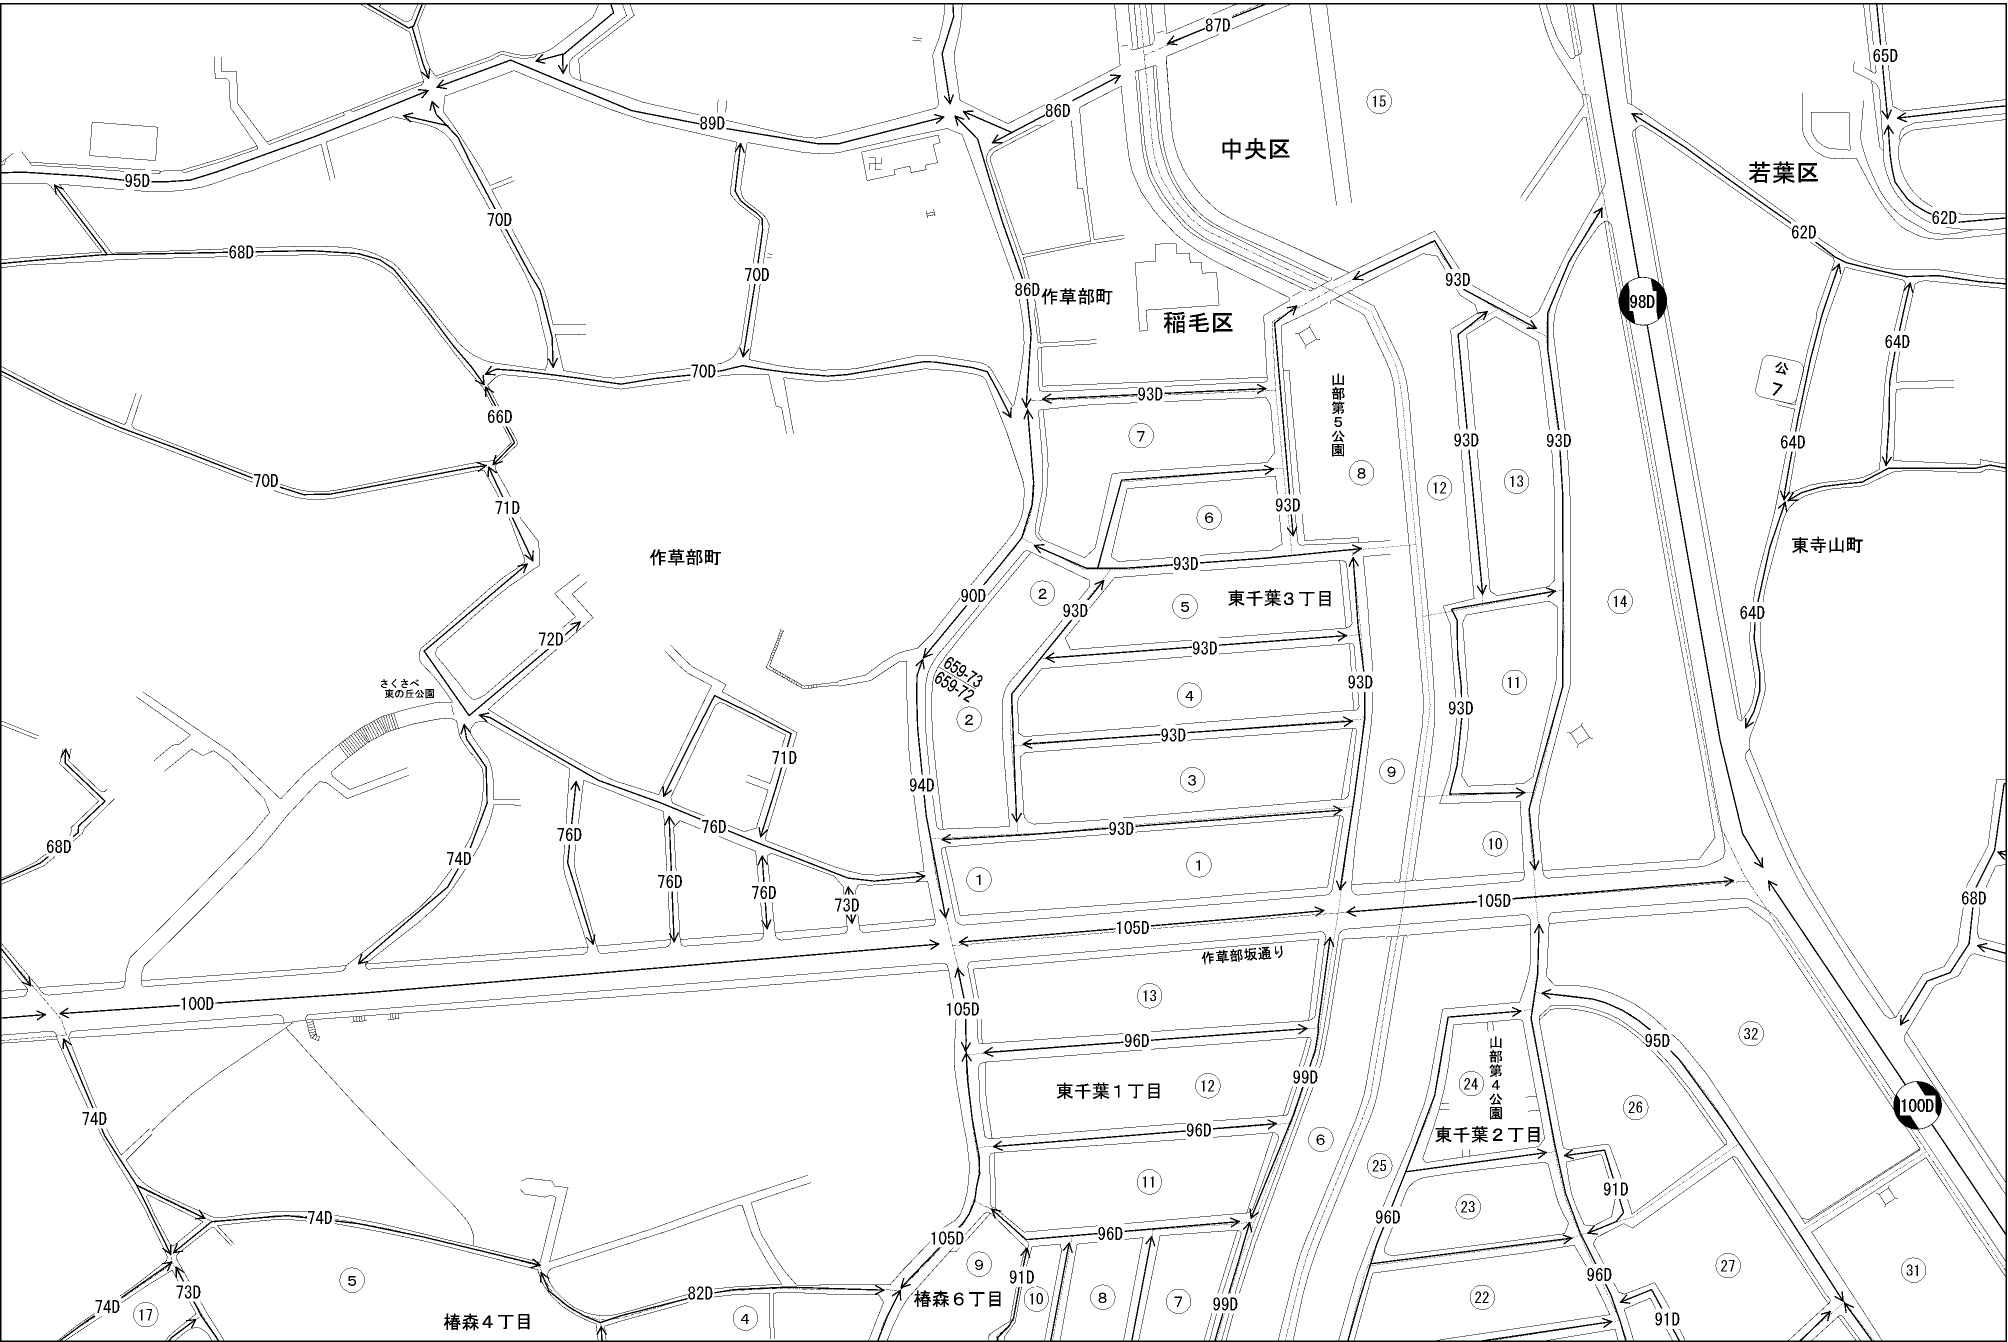 87D
65D
86D
15
89D
中央区
若葉区
95D
70D
62D
62D
68D
70D
86D
作草部町
93D
98D
稲毛区
64D
70D
公
7
山部第5公園
93D
66D
7
93D
93D
64D
8
70D
13
12
71D
93D
6
東寺山町
作草部町
93D
90D
2
東千葉3丁目
14
93D
5
64D
72D
93D
659-73
659-72
さくさべ
東の丘公園
93D
11
4
93D
2
93D
71D
9
3
94D
76D
76D
93D
10
68D
74D
1
1
76D
76D
73D
105D
68D
105D
作草部坂通り
13
100D
105D
32
96D
95D
山部第4公園
99D
24
12
東千葉1丁目
26
100D
74D
96D
東千葉2丁目
6
25
11
91D
23
96D
74D
96D
105D
9
27
31
5
91D
96D
73D
82D
椿森6丁目
10
8
7
99D
22
74D
17
椿森4丁目
4
91D